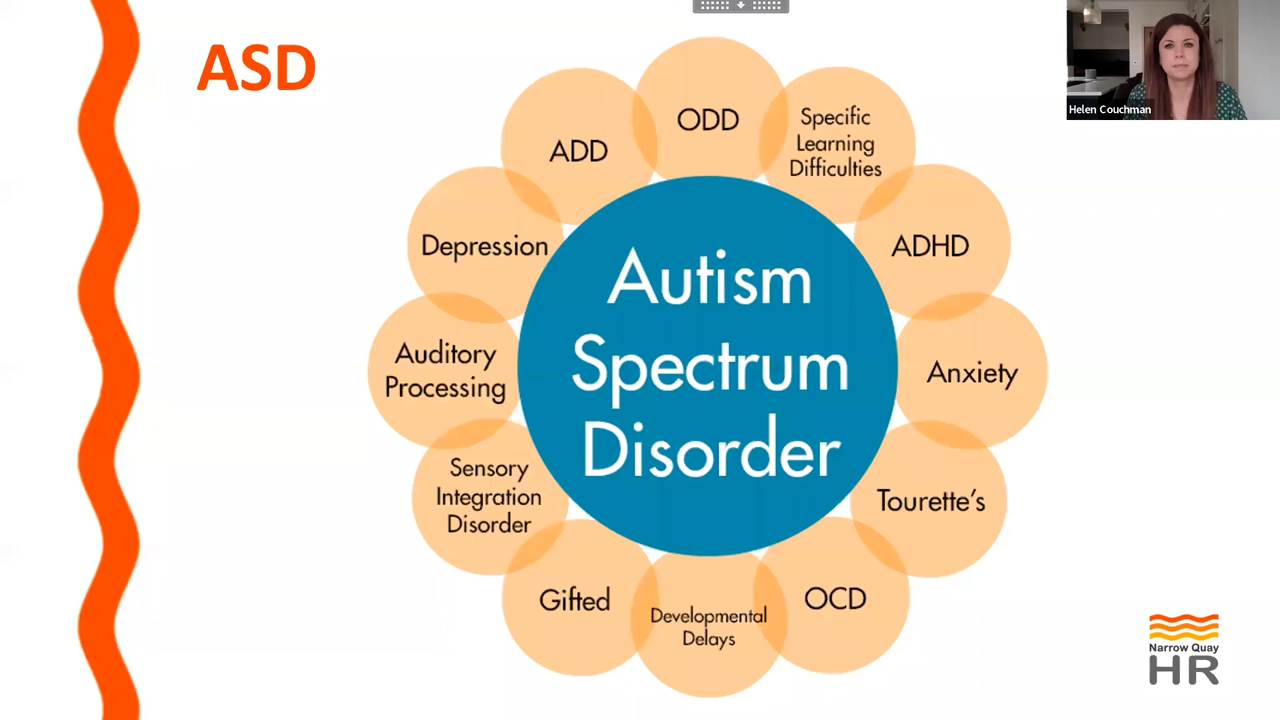 ASD
Helen Couchman
ODD
Specific
Learning
Difficulties
ADD
ADHD
Depression
Autism
Spectrum
Disorder
Auditory
Processing
Anxiety
Sensory
Integration
Disorder
Tourette's
Gifted
Developmental
Delays
OCD
Narrow Quay
HR